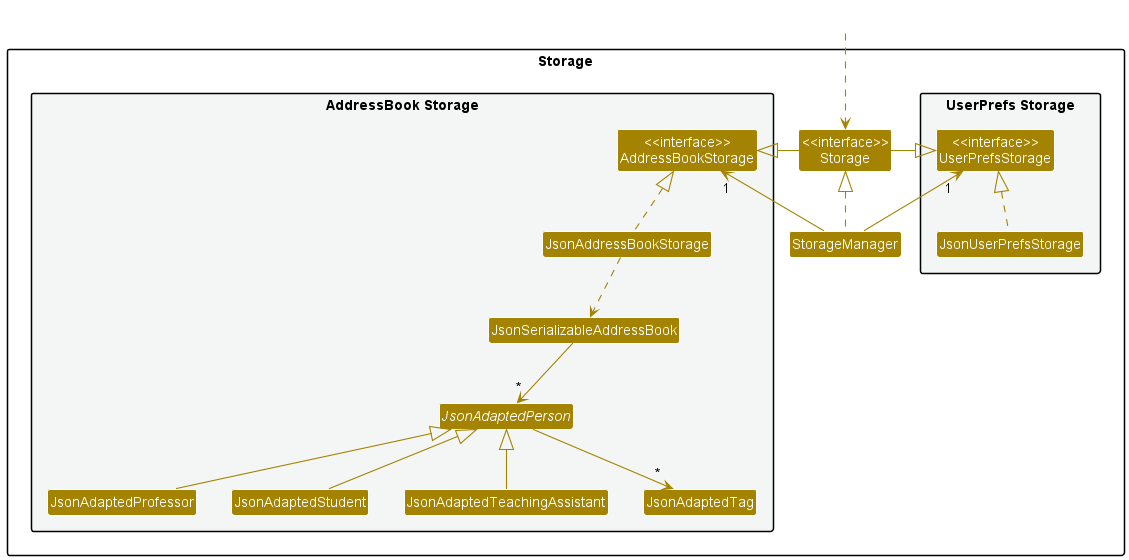 Storage
AddressBook Storage
UserPrefs Storage
<<interface>>
AddressBookStorage
<<interface>>
Storage
<<interface>>
UserPrefsStorage
1
1
JsonAddressBookStorage
StorageManager
JsonUserPrefsStorage
JsonSerializableAddressBook
*
JsonAdaptedPerson
*
JsonAdaptedProfessor
JsonAdaptedStudent
JsonAdaptedTeachingAssistant
JsonAdaptedTag